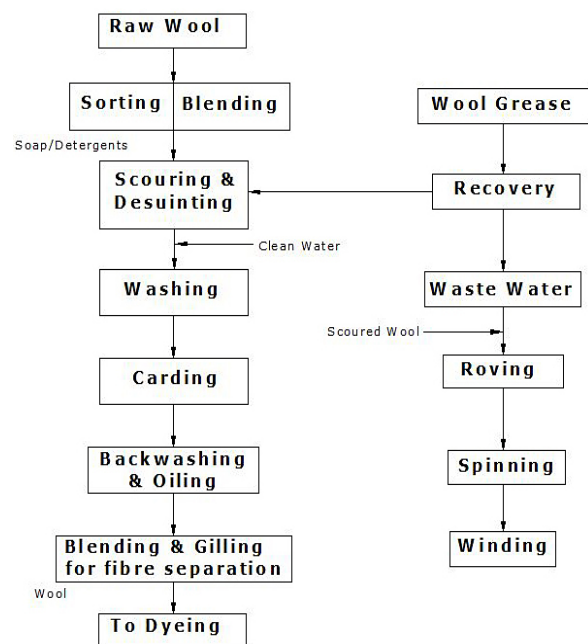 Raw Wool
Sorting
Blending
Soap/Detergents
Scouring &
Desuinting
Clean Water
Washing
Carding
Backwashing
& Oiling
Blending & Gilling
for fibre separation
Wool
To Dyeing
Wool Grease
Recovery
Waste Water
Scoured Wool
Roving
Spinning
Winding